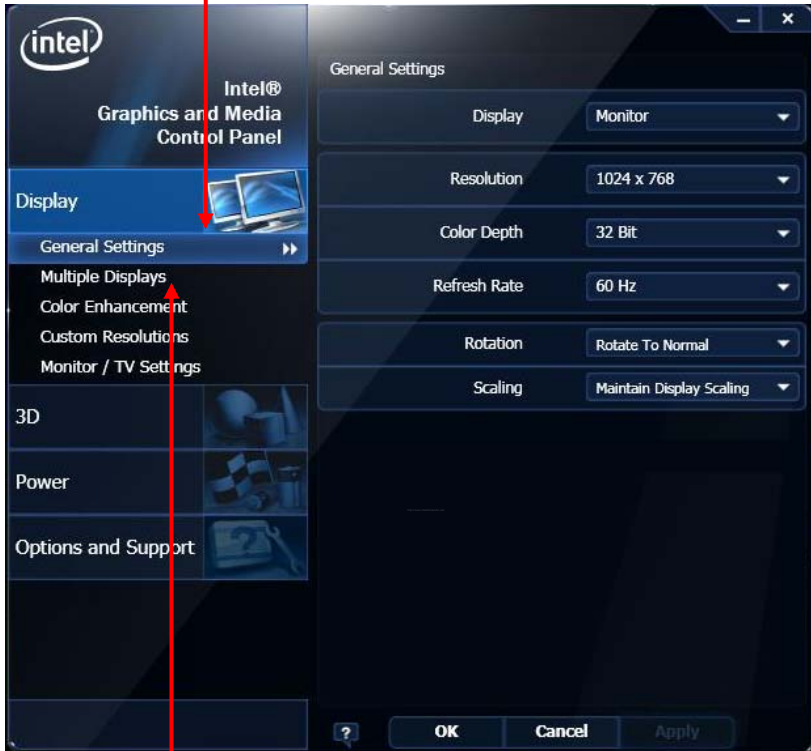 intel
Intel®
Graphics and Media
Control Panel
Display
General Settings
Multiple Displays
Color Enhancement
Custom Resolutions
Monitor / TV Settings
3D
Power
Options and Support
General Settings
Display Monitor
Resolution 1024 x 768
Color Depth 32 Bit
Refresh Rate 60 Hz
Rotation Rotate To Normal
Scaling Maintain Display Scaling
? OK Cancel Apply